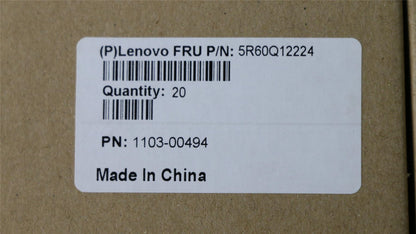 (P)Lenovo FRU P/N: 5R60Q12224
Quantity: 20
PN: 1103-00494
Made In China